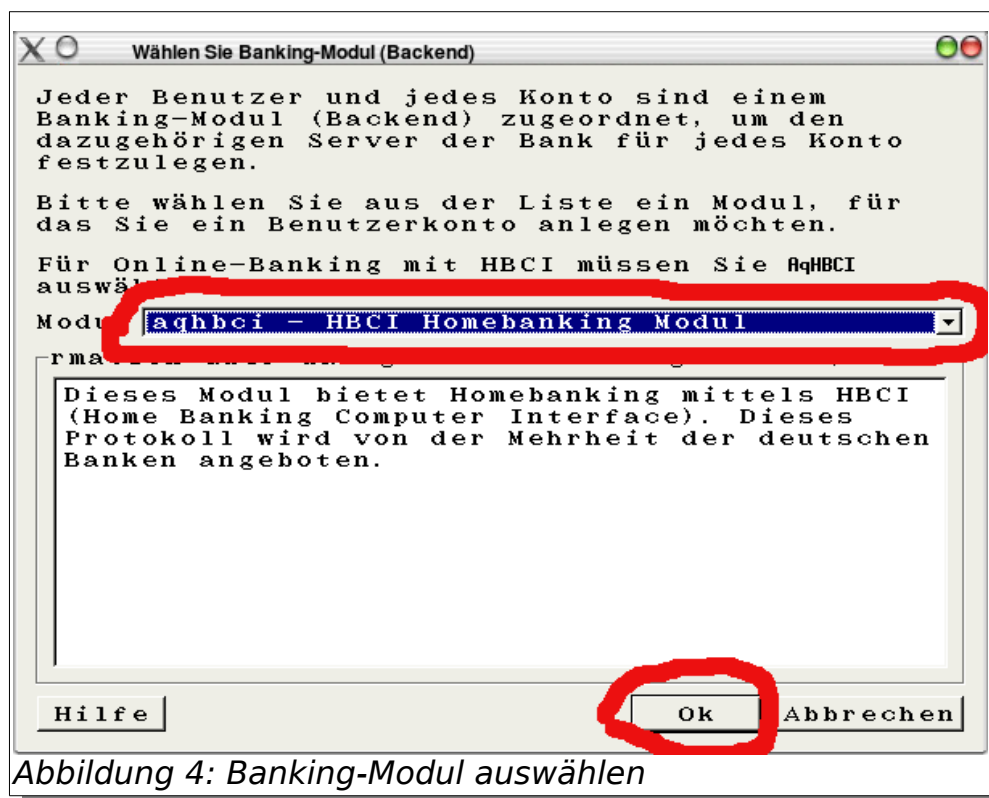 Wählen Sie Banking-Modul (Backend)
Jeder Benutzer und jedes Konto sind einem
Banking-Modul (Backend) zugeordnet, um den
dazugehörigen Server der Bank für jedes Konto
festzulegen.
Bitte wählen Sie aus der Liste ein Modul, für
das Sie ein Benutzerkonto anlegen möchten.
Für Online-Banking mit HBCI müssen Sie AqHBCI
auswäh
Modu aqhbci - HBCI Homebanking Modul
Dieses Modul bietet Homebanking mittels HBCI
(Home Banking Computer Interface). Dieses
Protokoll wird von der Mehrheit der deutschen
Banken angeboten.
Hilfe Ok Abbrechen
Abbildung 4: Banking-Modul auswählen